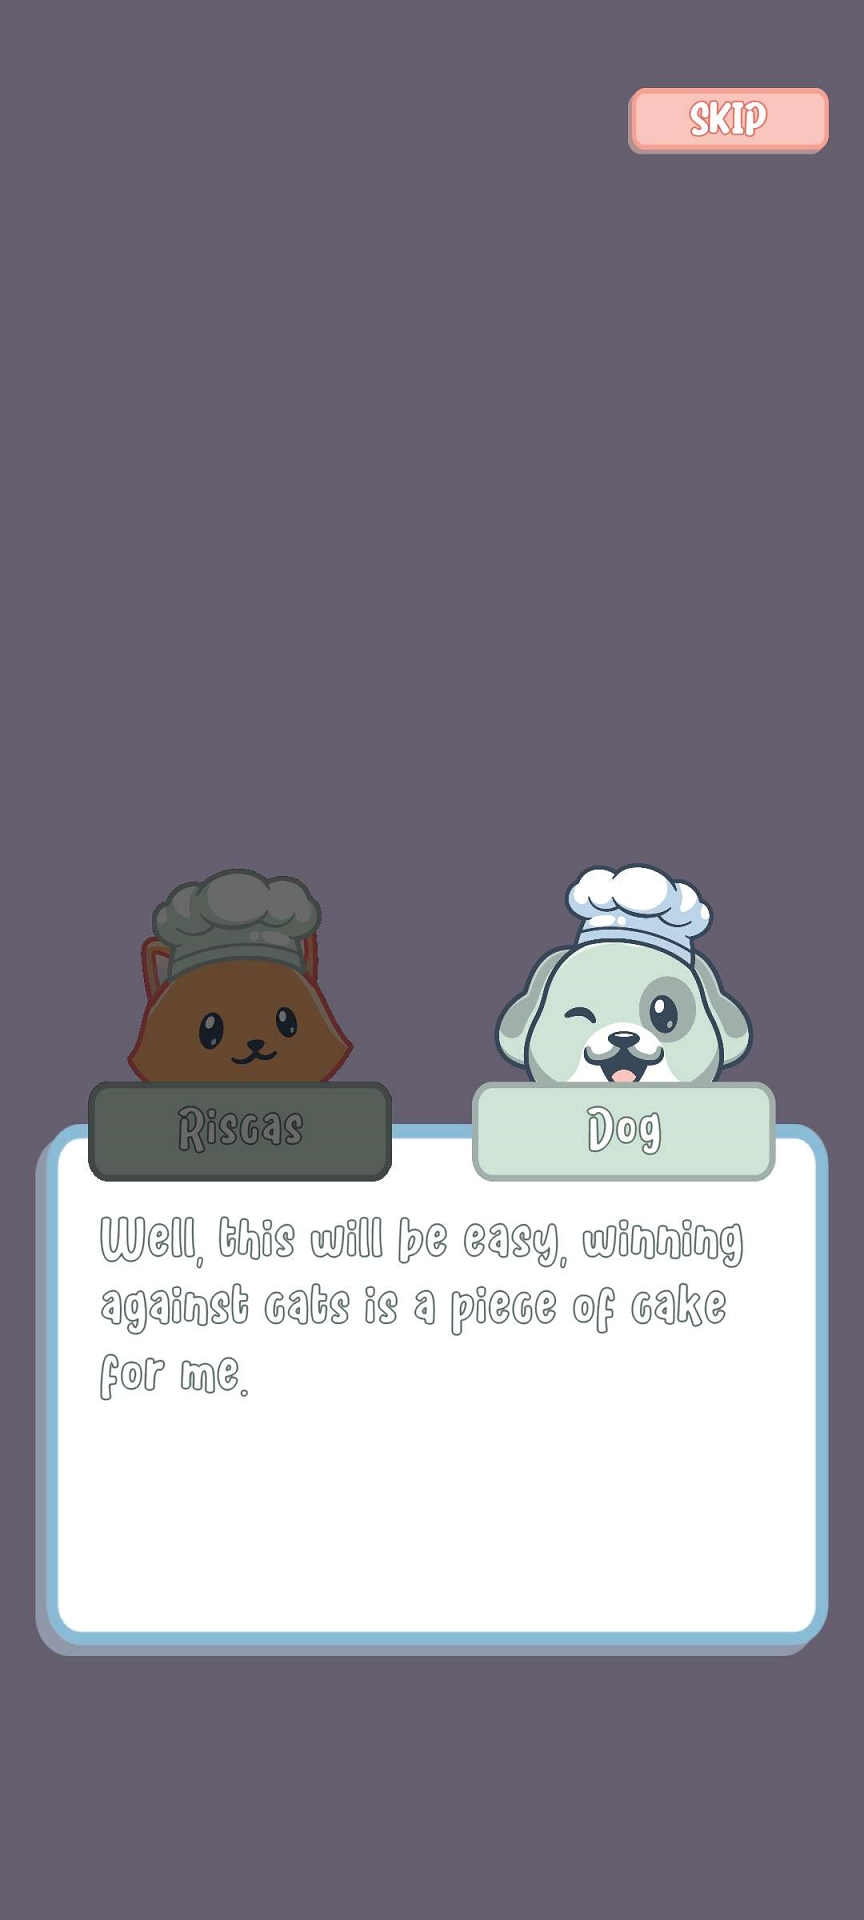 SKIP
Riscas
Dog
Well, this will be easy, winning
against cats is a piece of cake
for me.